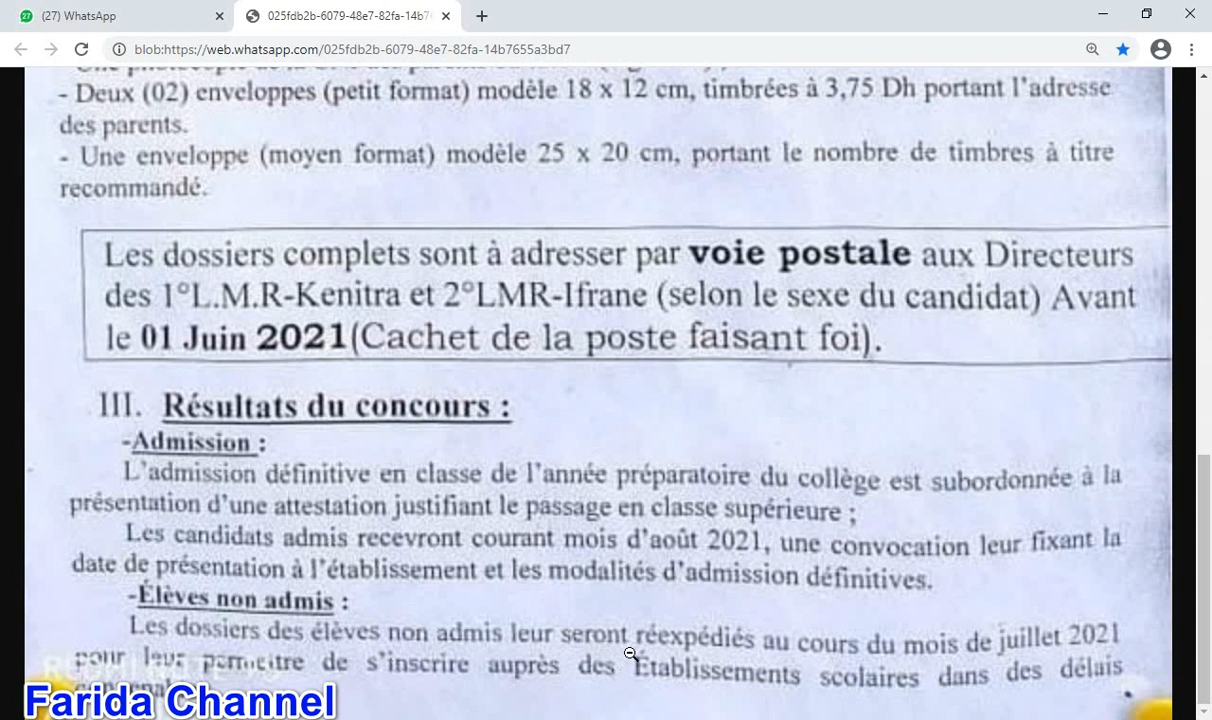 (27) WhatsApp
025fdb2b-6079-48e7-82fa-14b7
blob:https://web.whatsapp.com/025fdb2b-6079-48e7-82fa-14b7655a3bd7
- Deux (02) enveloppes (petit format) modèle 18 x 12 cm, timbrées à 3,75 Dh portant l'adresse
des parents.
- Une enveloppe (moyen format) modèle 25 x 20 cm, portant le nombre de timbres à titre
recommandé.
Les dossiers complets sont à adresser par voie postale aux Directeurs
des 1°L.M.R-Kenitra et 2°LMR-Ifrane (selon le sexe du candidat) Avant
le 01 Juin 2021(Cachet de la poste faisant foi).
III. Résultats du concours :
-Admission :
L'admission définitive en classe de l'année préparatoire du collège est subordonnée à la
présentation d'une attestation justifiant le passage en classe supérieure ;
Les candidats admis recevront courant mois d'août 2021, une convocation leur fixant la
date de présentation à l'établissement et les modalités d'admission définitives.
-Élèves non admis :
Les dossiers des élèves non admis leur seront réexpédiés au cours du mois de juillet 2021
pour leur permettre de s'inscrire auprès des Établissements scolaires dans des délais
Farida Channel